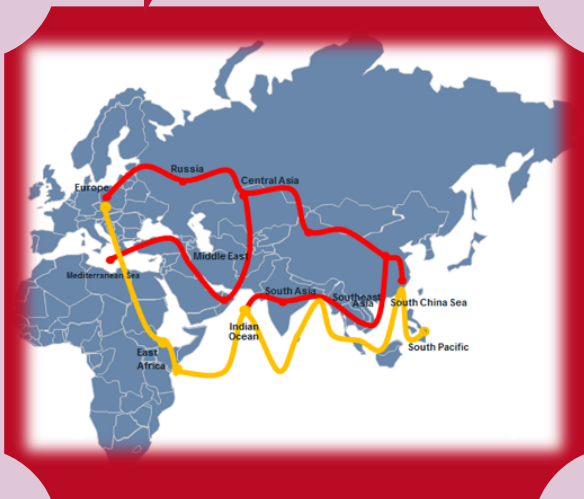 Russia
Central Asia
Europe
Middle East
Mediterranean Sea
South Asia
Southeast
Asia
South China Sea
Indian
Ocean
South Pacific
East
Africa